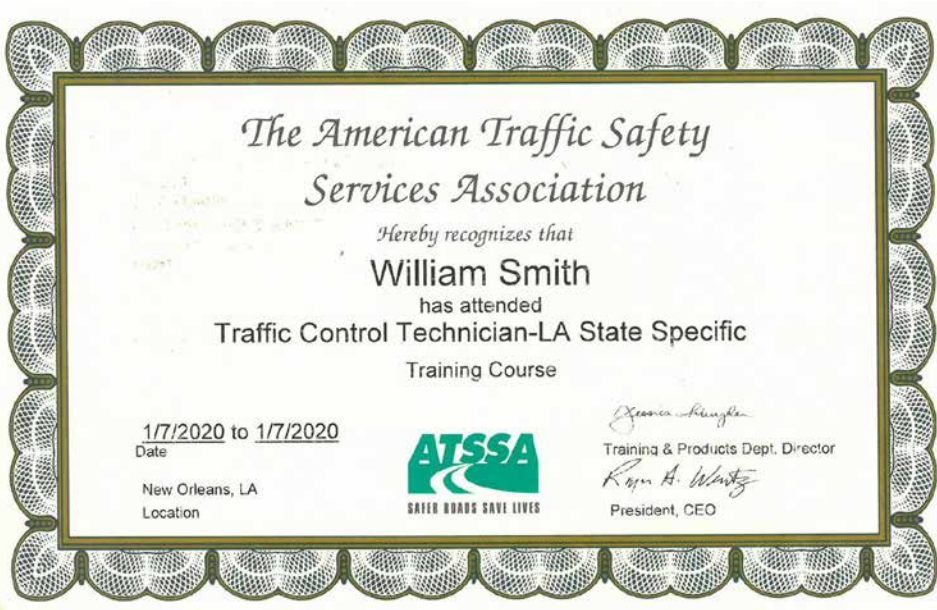 The American Traffic Safety
Services Association
Hereby recognizes that
William Smith
has attended
Traffic Control Technician-LA State Specific
Training Course
1/7/2020 to 1/7/2020
Date
New Orleans, LA
Location
ATSSA
SAFER ROADS SAVE LIVES
Training & Products Dept. Director
Roger A. Wentz
President, CEO